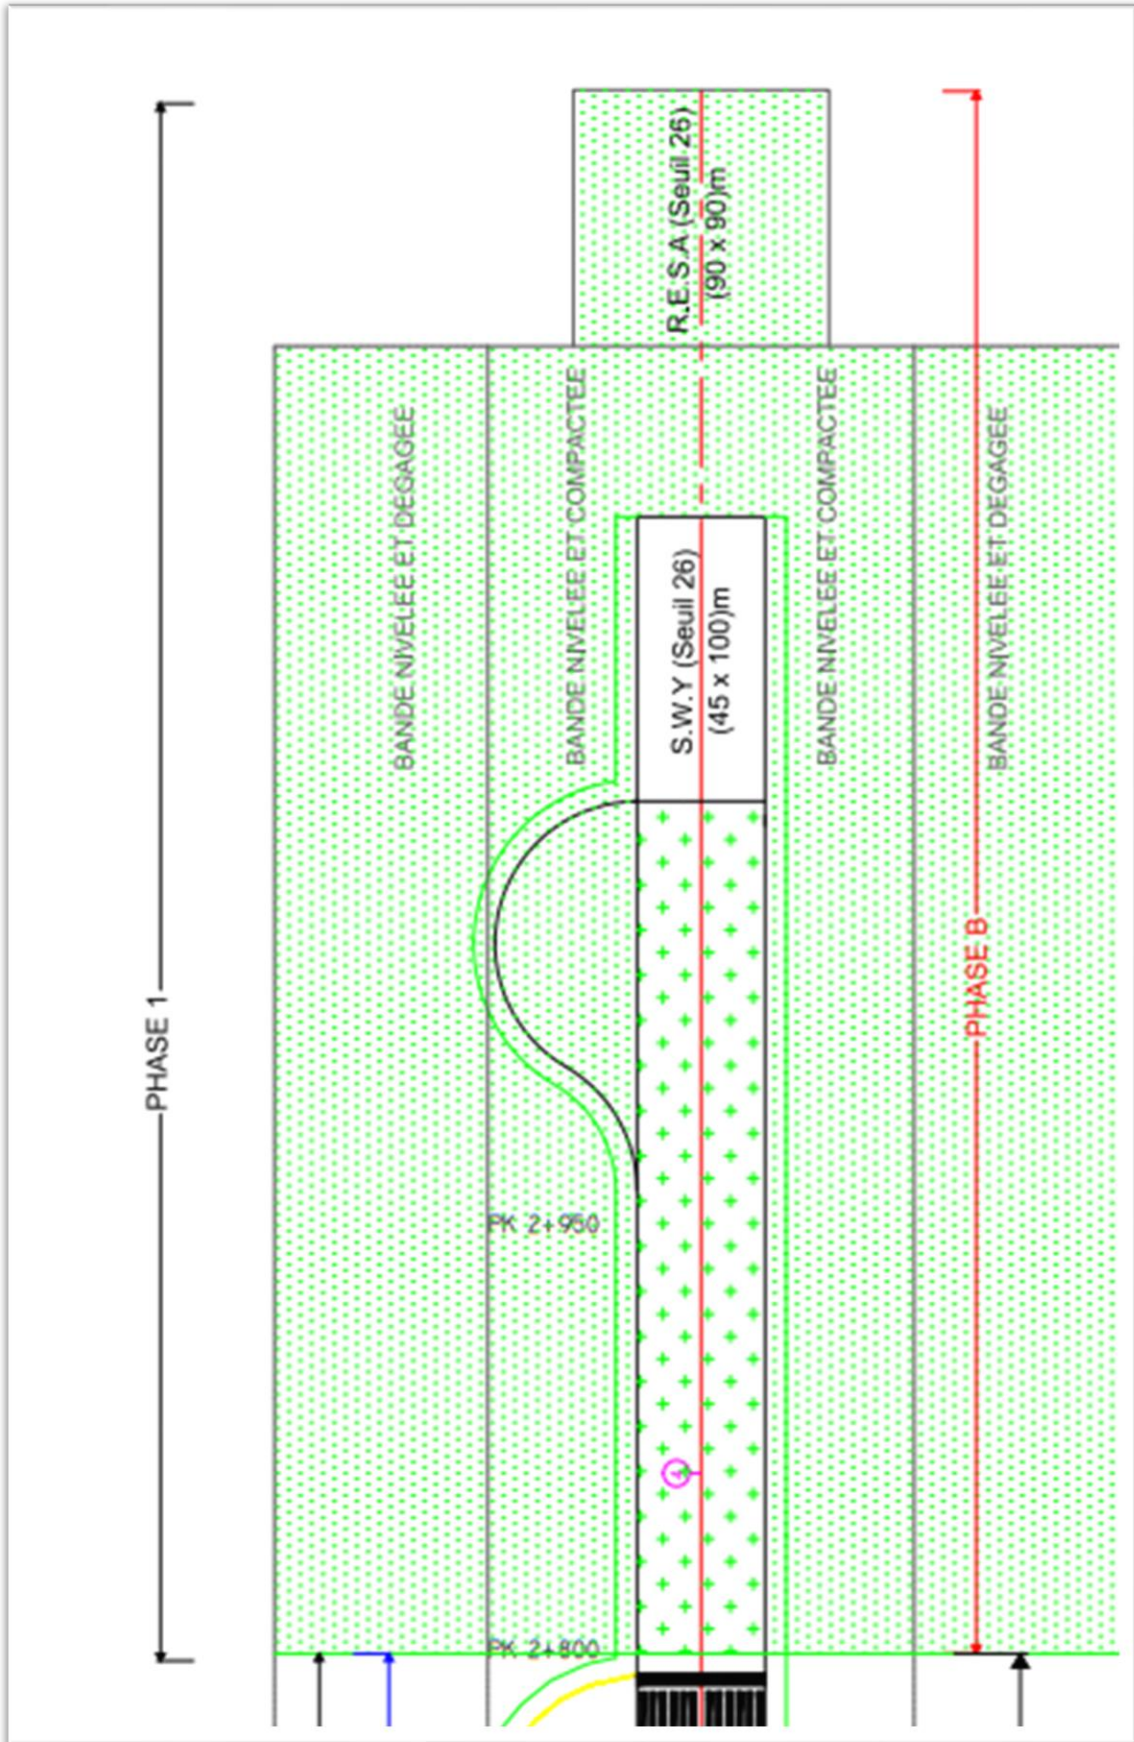 R.E.S.A (Seuil 26)
(90 x 90)m
BANDE NIVELEE ET DEGAGEE
BANDE NIVELEE ET COMPACTEE
BANDE NIVELEE ET COMPACTEE
BANDE NIVELEE ET DEGAGEE
S.W.Y (Seuil 26)
(45 x 100)m
PHASE 1
PHASE B
PK 2+950
PK 2+800